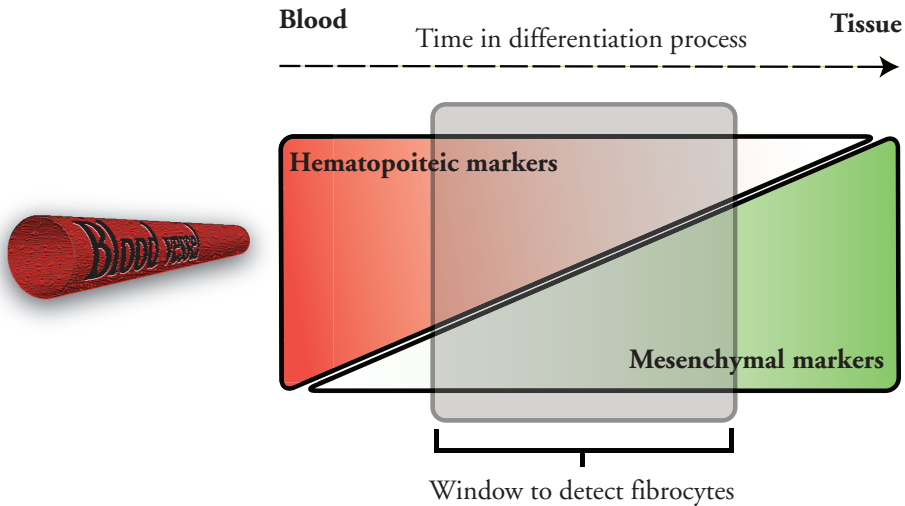 Blood
Tissue
Time in differentiation process
Hematopoiteic markers
Blood vessel
Mesenchymal markers
Window to detect fibrocytes